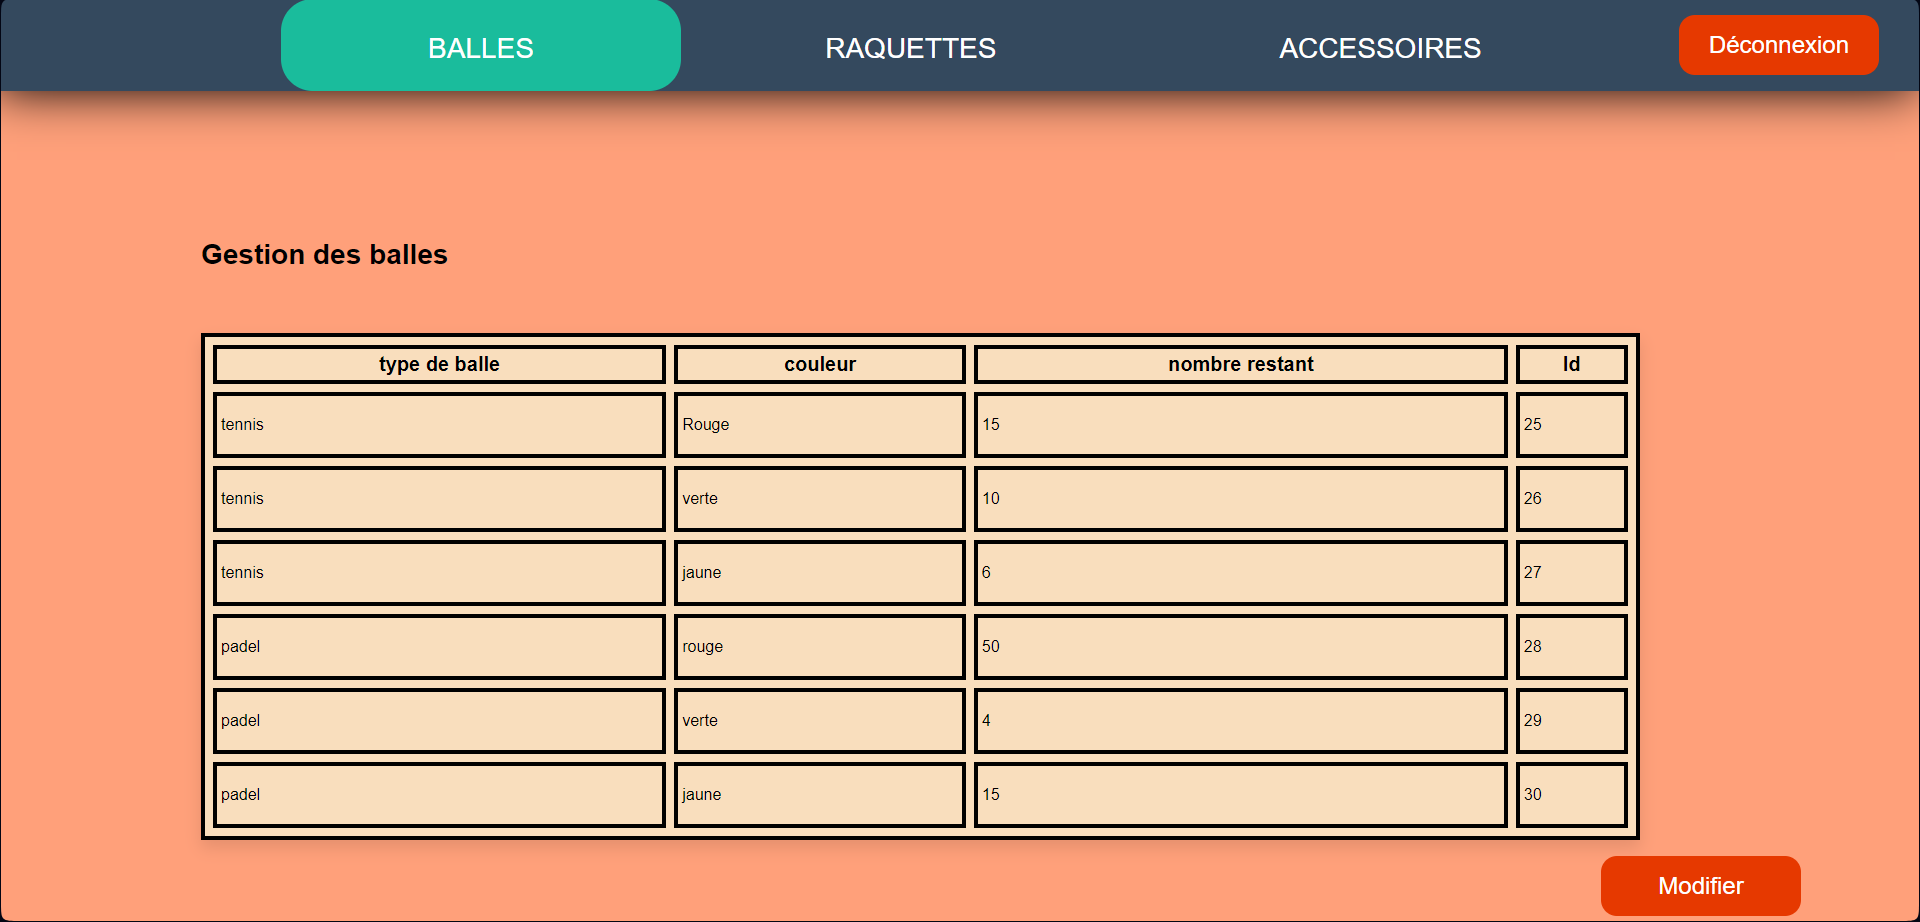 BALLES RAQUETTES ACCESSOIRES Déconnexion
Gestion des balles
type de balle couleur nombre restant Id
tennis Rouge 15 25
tennis verte 10 26
tennis jaune 6 27
padel rouge 50 28
padel verte 4 29
padel jaune 15 30
Modifier